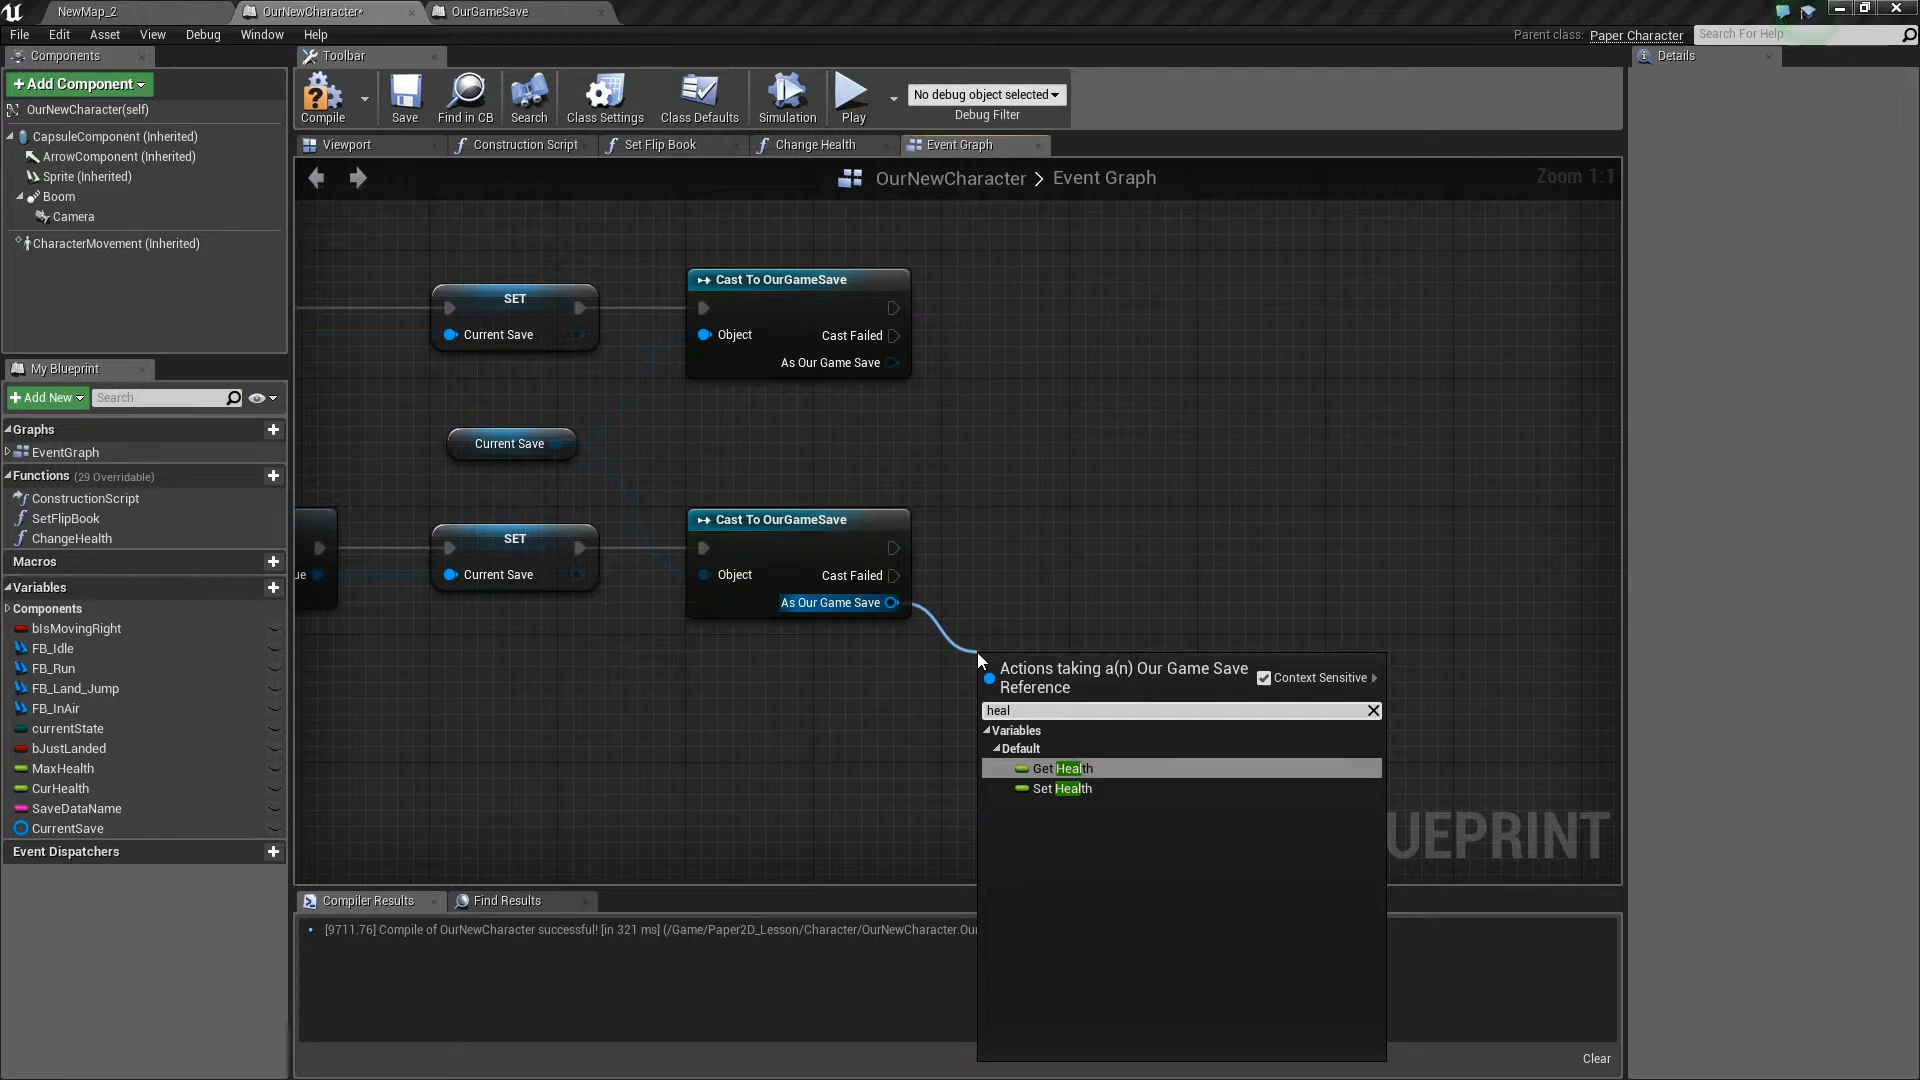 NewMap_2
OurNewCharacter*
OurGameSave
File Edit Asset View Debug Window Help
Parent class: Paper Character
Search For Help
Components
Toolbar
Details
+Add Component
OurNewCharacter(self)
CapsuleComponent (Inherited)
ArrowComponent (Inherited)
Sprite (Inherited)
Boom
Camera
CharacterMovement (Inherited)
Compile
Save
Find in CB
Search
Class Settings
Class Defaults
Simulation
Play
No debug object selected
Debug Filter
Viewport
Construction Script
Set Flip Book
Change Health
Event Graph
OurNewCharacter > Event Graph
Zoom 1:1
My Blueprint
+Add New
Search
Graphs
EventGraph
Functions (29 Overridable)
ConstructionScript
SetFlipBook
ChangeHealth
Macros
Variables
Components
bIsMovingRight
FB_Idle
FB_Run
FB_Land_Jump
FB_InAir
currentState
bJustLanded
MaxHealth
CurHealth
SaveDataName
CurrentSave
Event Dispatchers
SET
Current Save
Cast To OurGameSave
Object
Cast Failed
As Our Game Save
Current Save
ue
SET
Current Save
Cast To OurGameSave
Object
Cast Failed
As Our Game Save
Actions taking a(n) Our Game Save
Reference
Context Sensitive
heal
Variables
Default
Get Health
Set Health
UEPRINT
Compiler Results
Find Results
[9711.76] Compile of OurNewCharacter successful! [in 321 ms] (/Game/Paper2D_Lesson/Character/OurNewCharacter.Our
Clear